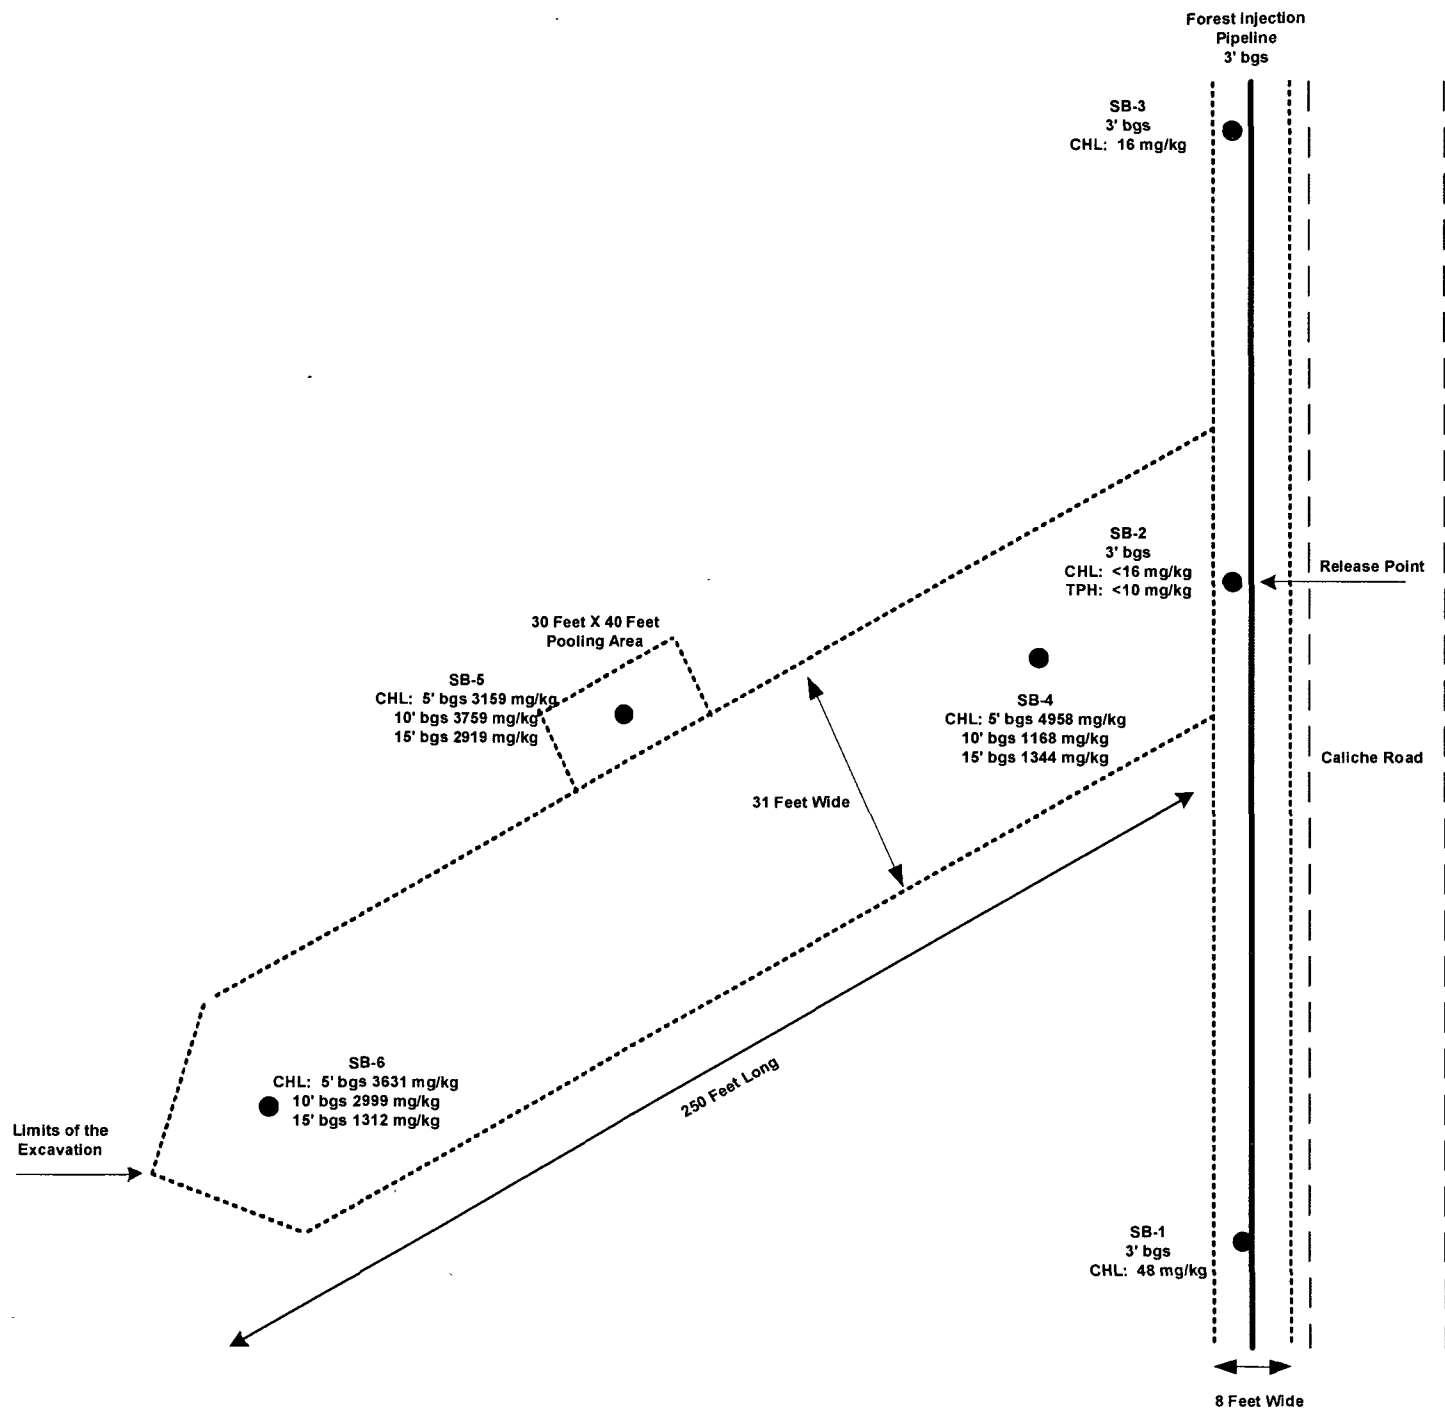 Forest Injection
Pipeline
3' bgs
SB-3
3' bgs
CHL: 16 mg/kg
SB-2
3' bgs
CHL: <16 mg/kg
TPH: <10 mg/kg
Release Point
30 Feet X 40 Feet
Pooling Area
SB-5
CHL: 5' bgs 3159 mg/kg
10' bgs 3759 mg/kg
15' bgs 2919 mg/kg
SB-4
CHL: 5' bgs 4958 mg/kg
10' bgs 1168 mg/kg
15' bgs 1344 mg/kg
Caliche Road
31 Feet Wide
250 Feet Long
SB-6
CHL: 5' bgs 3631 mg/kg
10' bgs 2999 mg/kg
15' bgs 1312 mg/kg
Limits of the
Excavation
SB-1
3' bgs
CHL: 48 mg/kg
8 Feet Wide